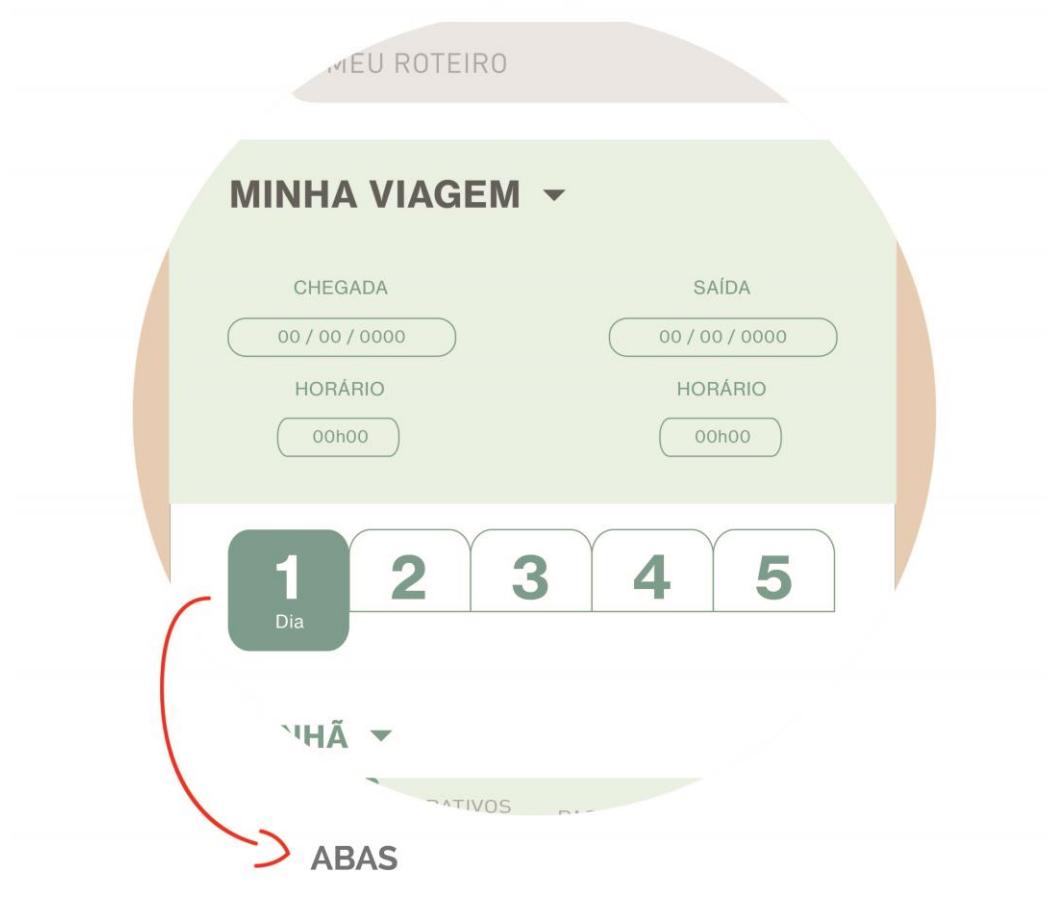 MEU ROTEIRO
MINHA VIAGEM
CHEGADA SAÍDA
00 / 00 / 0000 00 / 00 / 0000
HORÁRIO HORÁRIO
00h00 00h00
1 2 3 4 5
Dia
ABAS